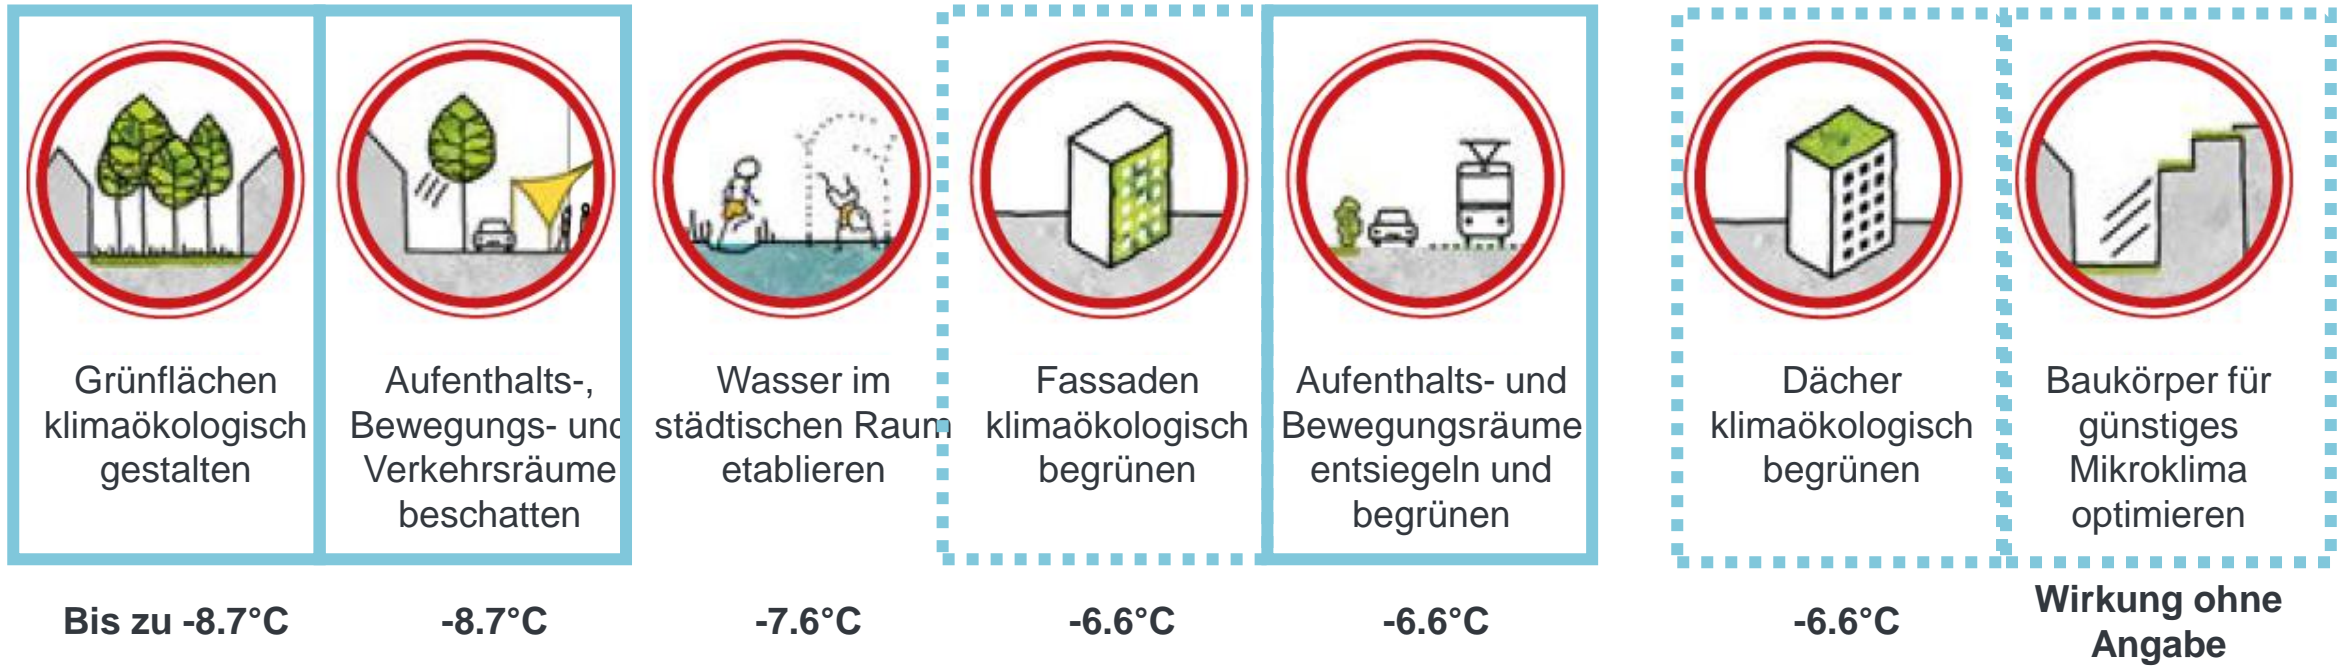 Grünflächen
klimaökologisch
gestalten
Aufenthalts-,
Bewegungs- und
Verkehrsräume
beschatten
Wasser im
städtischen Raum
etablieren
Fassaden
klimaökologisch
begrünen
Aufenthalts- und
Bewegungsräume
entsiegeln und
begrünen
Dächer
klimaökologisch
begrünen
Baukörper für
günstiges
Mikroklima
optimieren
Bis zu -8.7°C
-8.7°C
-7.6°C
-6.6°C
-6.6°C
-6.6°C
Wirkung ohne
Angabe